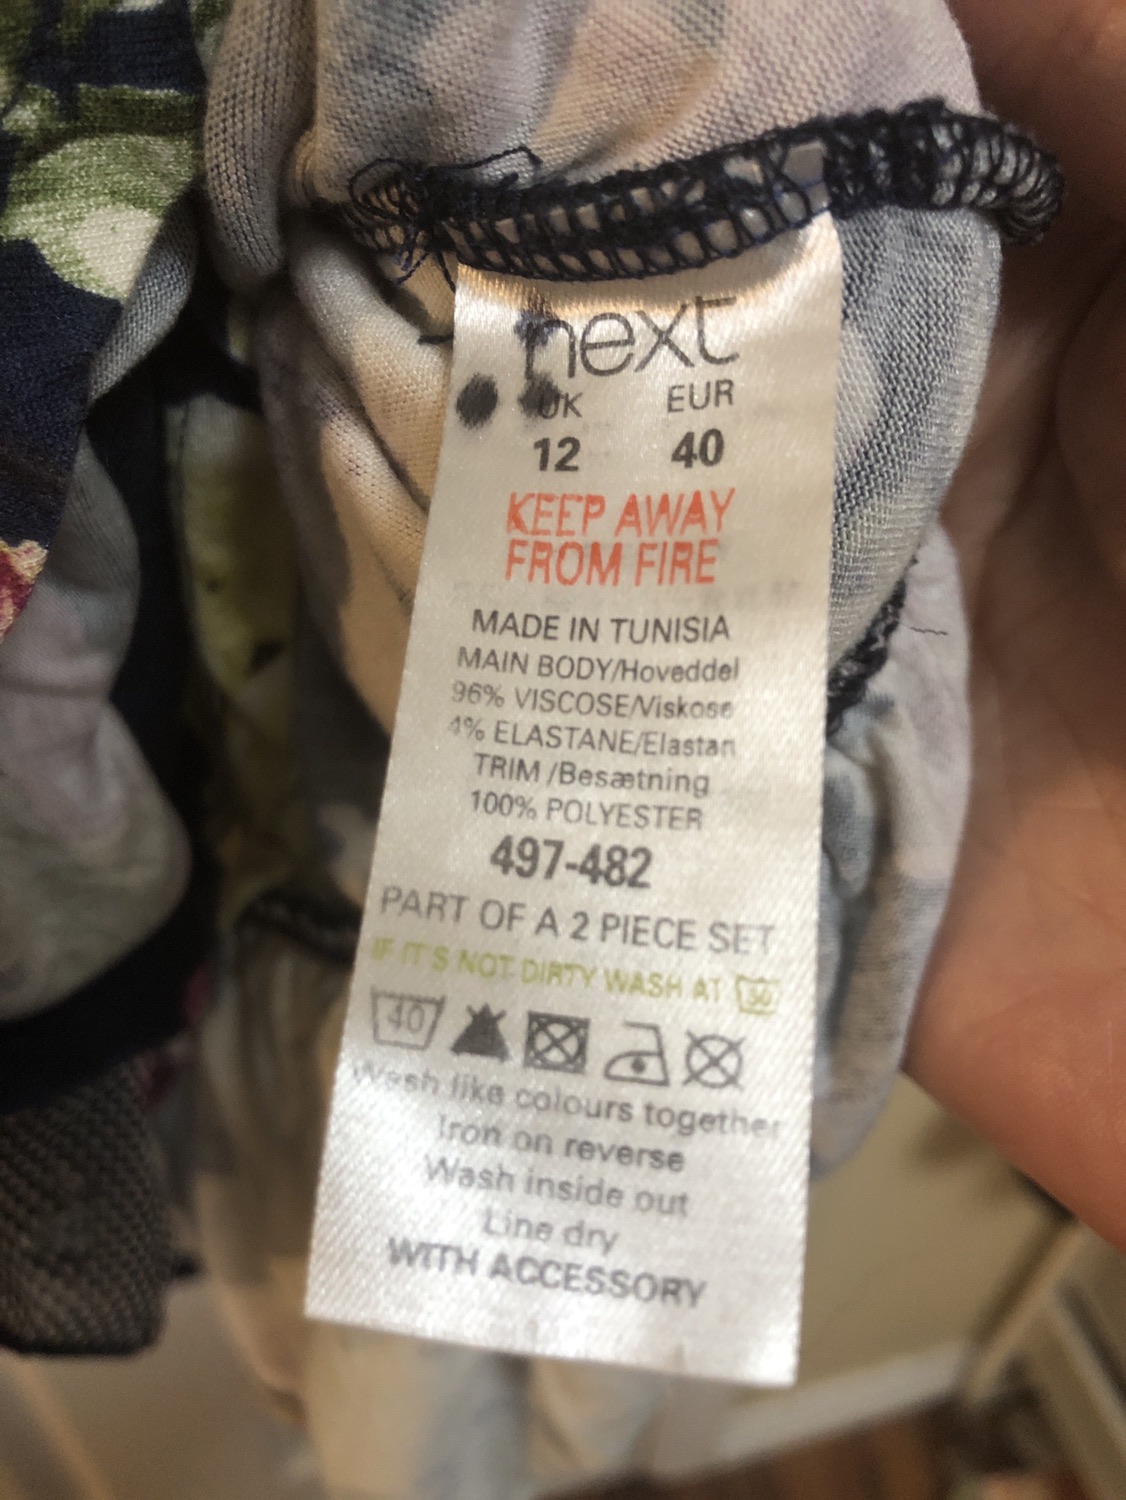 next
UK EUR
12 40
KEEP AWAY
FROM FIRE
MADE IN TUNISIA
MAIN BODY/Hoveddel
96% VISCOSE/Viskose
4% ELASTANE/Elastan
TRIM /Besætning
100% POLYESTER
497-482
PART OF A 2 PIECE SET
IF IT'S NOT DIRTY WASH AT 30
40
Wash like colours together
Iron on reverse
Wash inside out
Line dry
WITH ACCESSORY